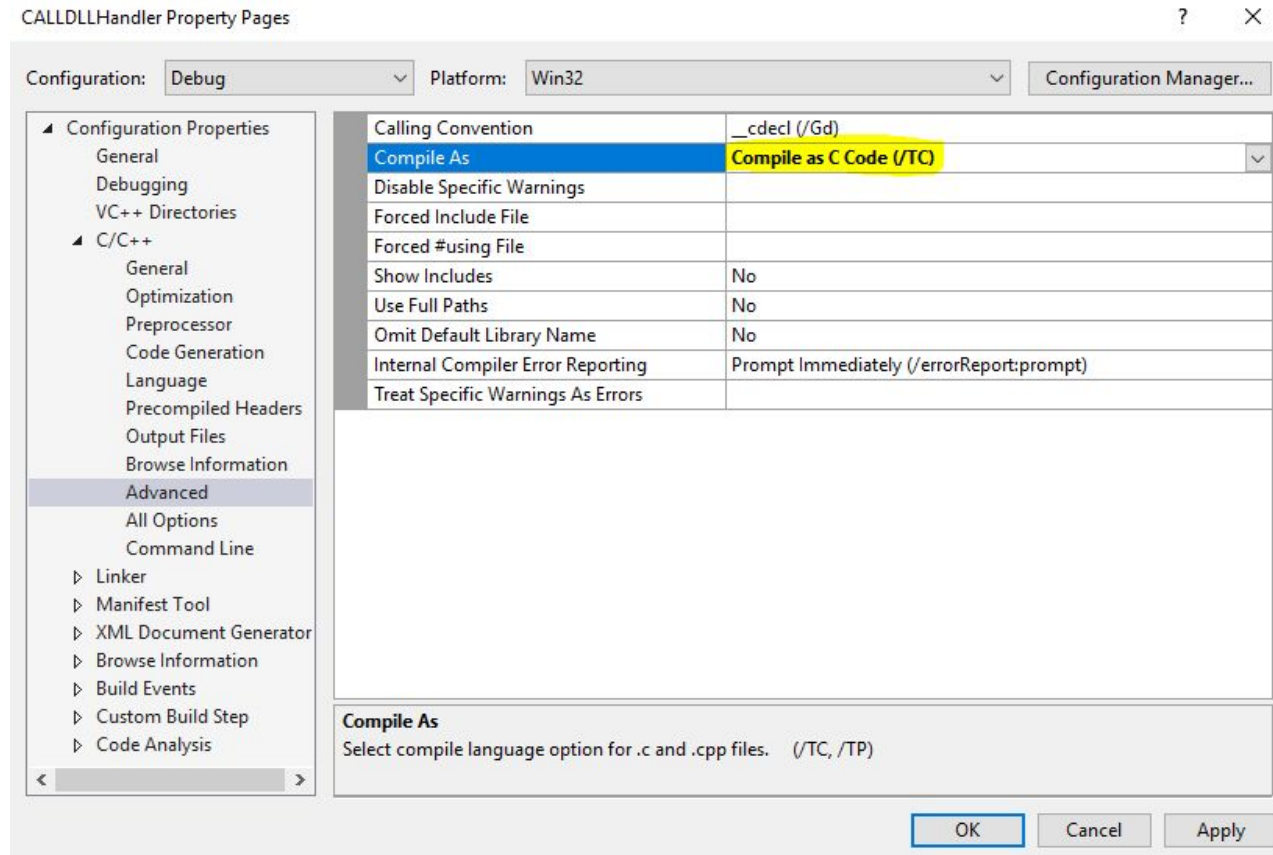 CALLDLLHandler Property Pages
? ×
Configuration: Debug Platform: Win32 Configuration Manager...
Configuration Properties
General
Debugging
VC++ Directories
C/C++
General
Optimization
Preprocessor
Code Generation
Language
Precompiled Headers
Output Files
Browse Information
Advanced
All Options
Command Line
Linker
Manifest Tool
XML Document Generator
Browse Information
Build Events
Custom Build Step
Code Analysis
Calling Convention __cdecl (/Gd)
Compile As Compile as C Code (/TC)
Disable Specific Warnings
Forced Include File
Forced #using File
Show Includes No
Use Full Paths No
Omit Default Library Name No
Internal Compiler Error Reporting Prompt Immediately (/errorReport:prompt)
Treat Specific Warnings As Errors
Compile As
Select compile language option for .c and .cpp files. (/TC, /TP)
OK Cancel Apply